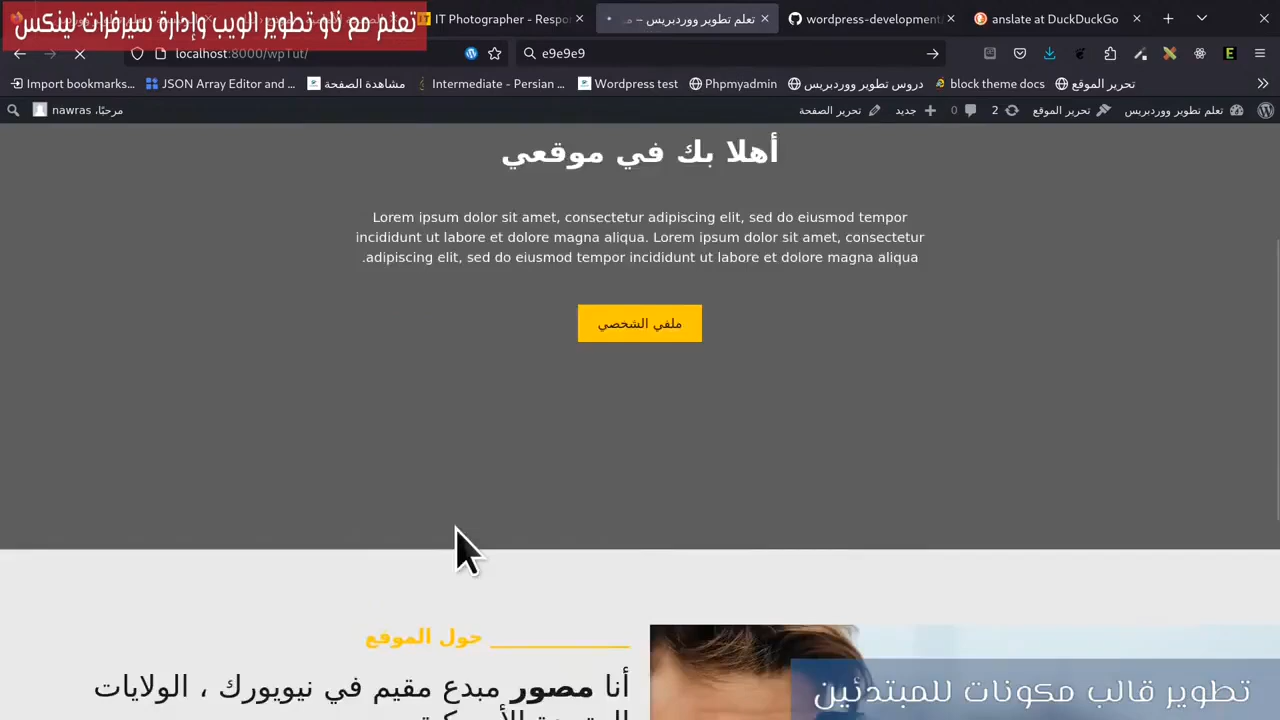 تعلم مع ناو تطوير الويب وإدارة سيرفرات لينكس
IT Photographer - Respo
تعلم تطوير ووردبريس –
wordpress-development/
anslate at DuckDuckGo
localhost:8000/wpTut/
e9e9e9
Import bookmarks...
JSON Array Editor and ...
مشاهدة الصفحة
Intermediate - Persian ...
Wordpress test
Phpmyadmin
دروس تطوير ووردبريس
block theme docs
تحرير الموقع
مرحبًا، nawras
تحرير الصفحة
جديد
0
2
تحرير الموقع
تعلم تطوير ووردبريس
أهلا بك في موقعي
Lorem ipsum dolor sit amet, consectetur adipiscing elit, sed do eiusmod tempor
incididunt ut labore et dolore magna aliqua. Lorem ipsum dolor sit amet, consectetur
.adipiscing elit, sed do eiusmod tempor incididunt ut labore et dolore magna aliqua
ملفي الشخصي
حول الموقع
أنا مصور مبدع مقيم في نيويورك ، الولايات
تطوير قالب مكونات للمبتدئين